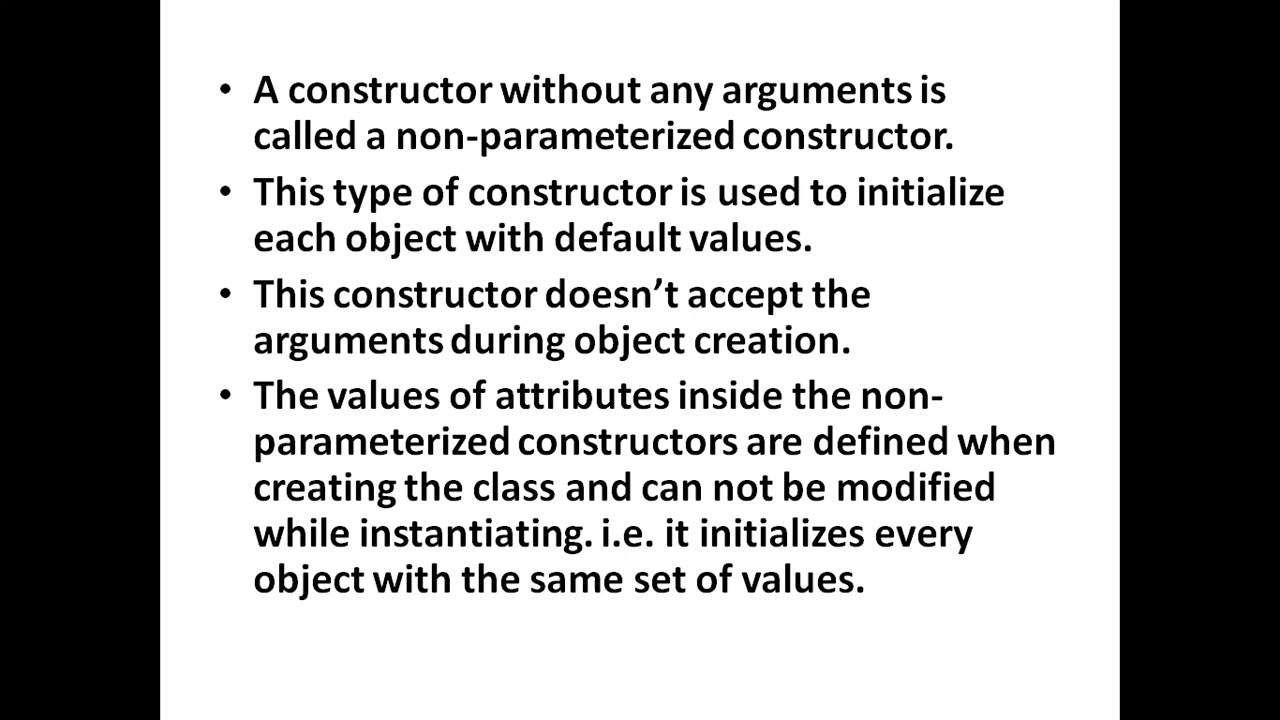 • A constructor without any arguments is
called a non-parameterized constructor.
• This type of constructor is used to initialize
each object with default values.
• This constructor doesn’t accept the
arguments during object creation.
• The values of attributes inside the non-
parameterized constructors are defined when
creating the class and can not be modified
while instantiating. i.e. it initializes every
object with the same set of values.